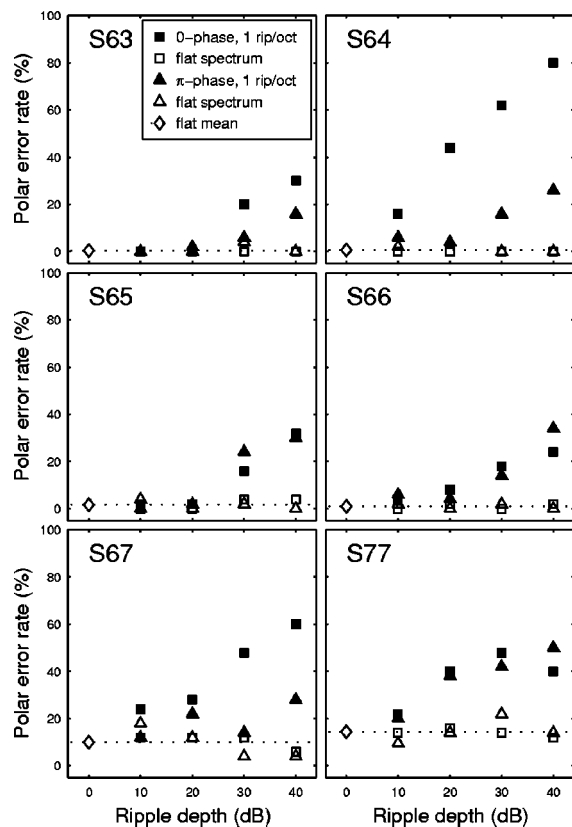 S63
0-phase, 1 rip/oct
flat spectrum
π-phase, 1 rip/oct
flat spectrum
flat mean
S64
Polar error rate (%)
100
80
60
40
20
0
S65
S66
Polar error rate (%)
100
80
60
40
20
0
S67
S77
Polar error rate (%)
100
80
60
40
20
0
0 10 20 30 40
0 10 20 30 40
Ripple depth (dB)
Ripple depth (dB)